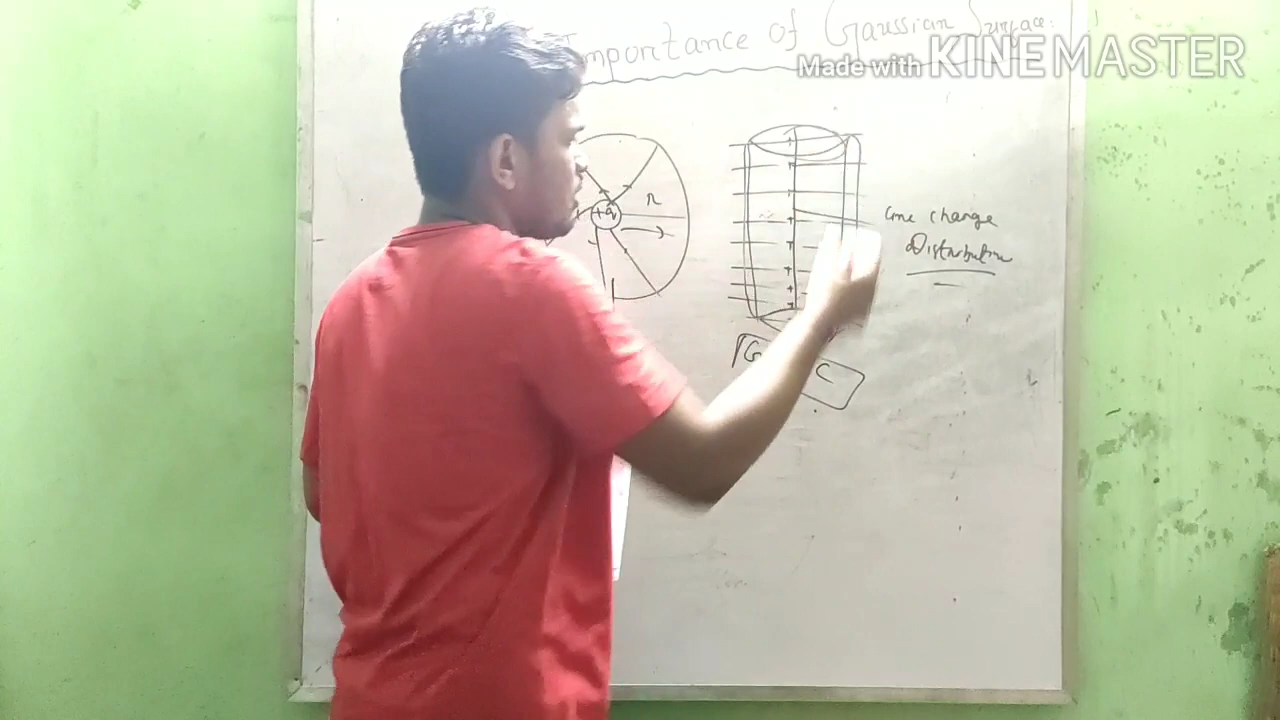 Importance of Gaussian Surface:
Made with KINEMASTER
+q
r
Line charge
Distribution
G
C